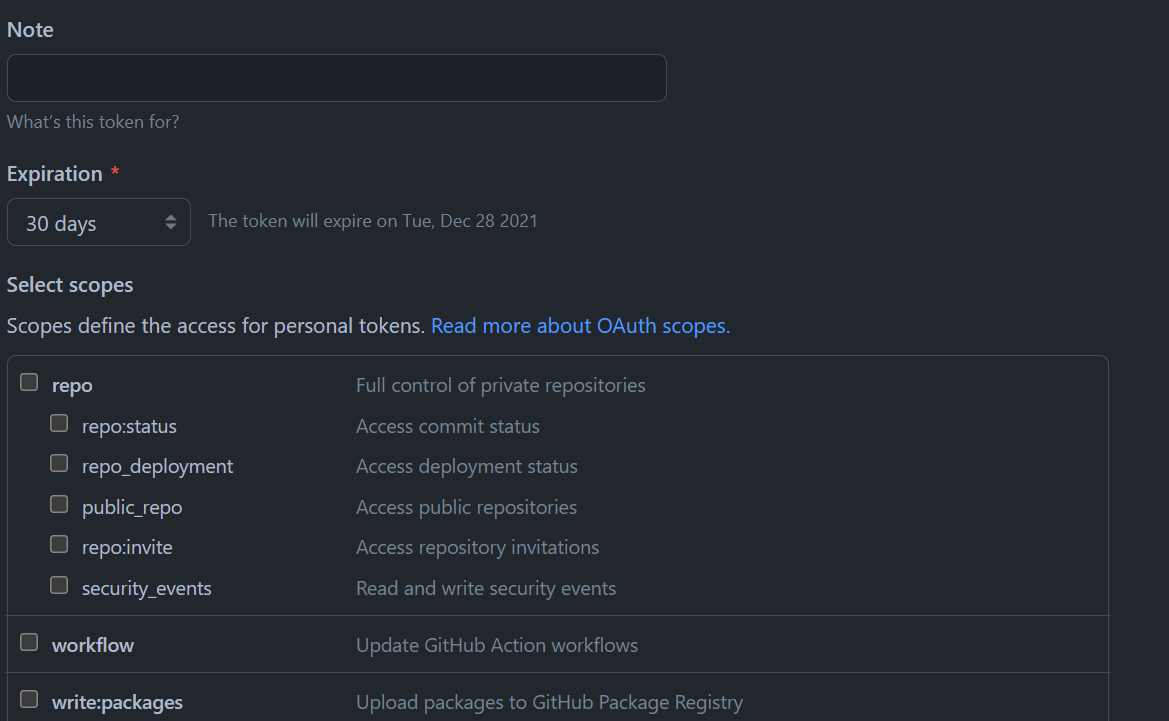 Note
What's this token for?
Expiration *
30 days The token will expire on Tue, Dec 28 2021
Select scopes
Scopes define the access for personal tokens. Read more about OAuth scopes.
repo Full control of private repositories
repo:status Access commit status
repo_deployment Access deployment status
public_repo Access public repositories
repo:invite Access repository invitations
security_events Read and write security events
workflow Update GitHub Action workflows
write:packages Upload packages to GitHub Package Registry